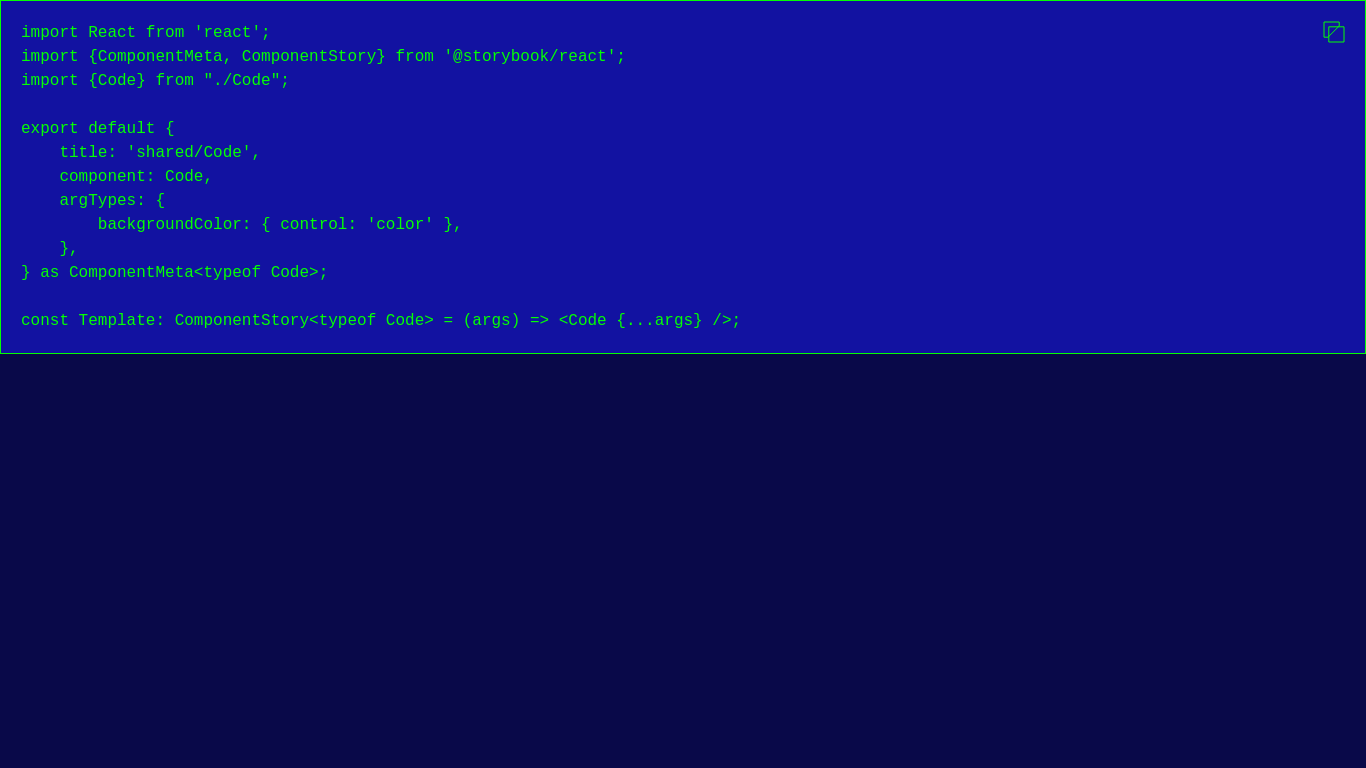 import React from 'react';
import {ComponentMeta, ComponentStory} from '@storybook/react';
import {Code} from "./Code";

export default {
    title: 'shared/Code',
    component: Code,
    argTypes: {
        backgroundColor: { control: 'color' },
    },
} as ComponentMeta<typeof Code>;

const Template: ComponentStory<typeof Code> = (args) => <Code {...args} />;